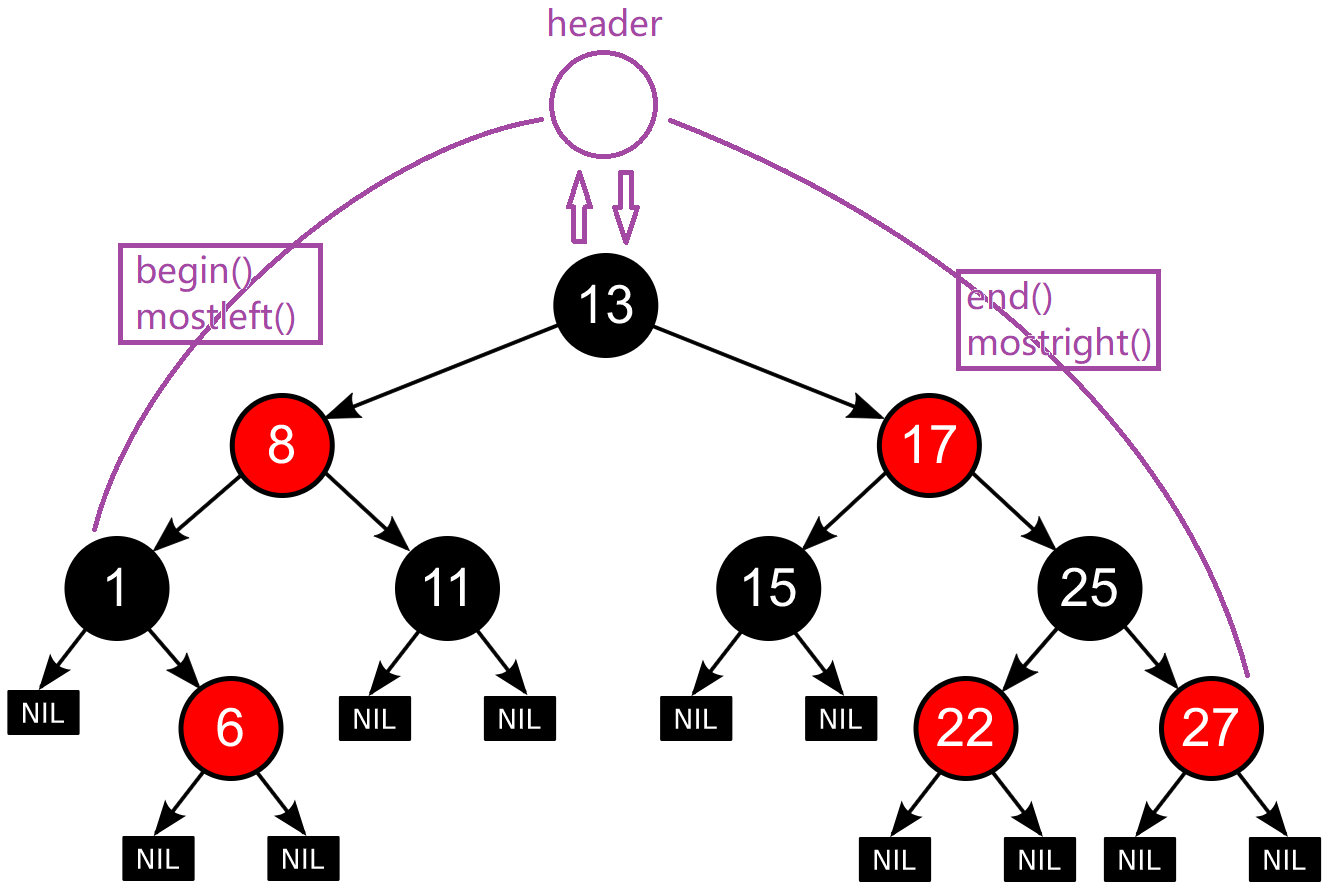 header
begin()
mostleft()
end()
mostright()
13
8
17
1
11
15
25
NIL
6
NIL
NIL
NIL
NIL
22
27
NIL
NIL
NIL
NIL
NIL
NIL